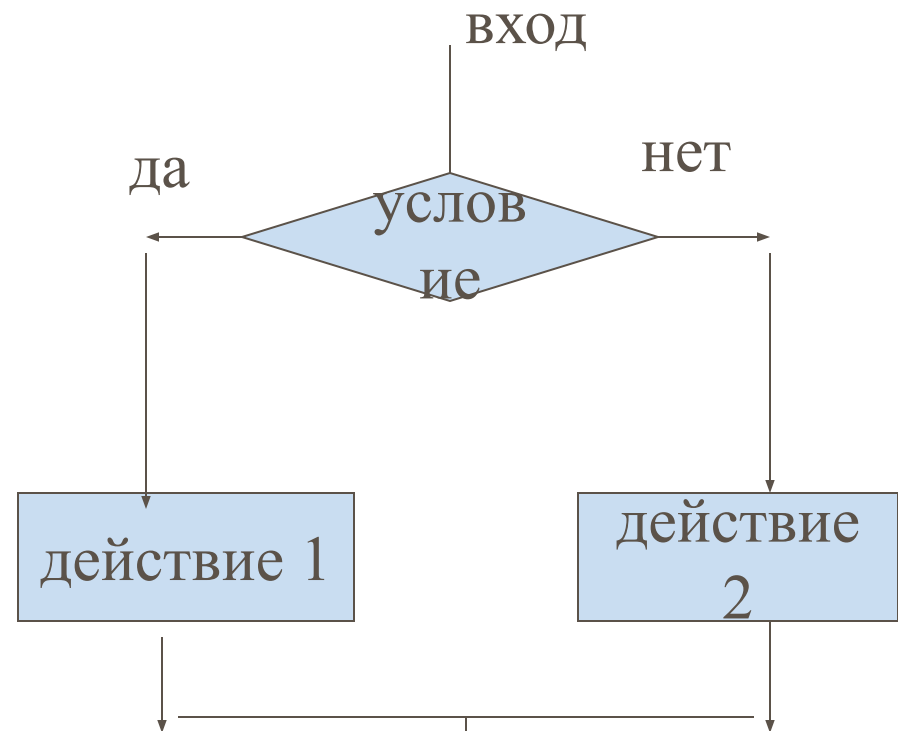 вход
да
нет
услов
ие
действие 1
действие
2